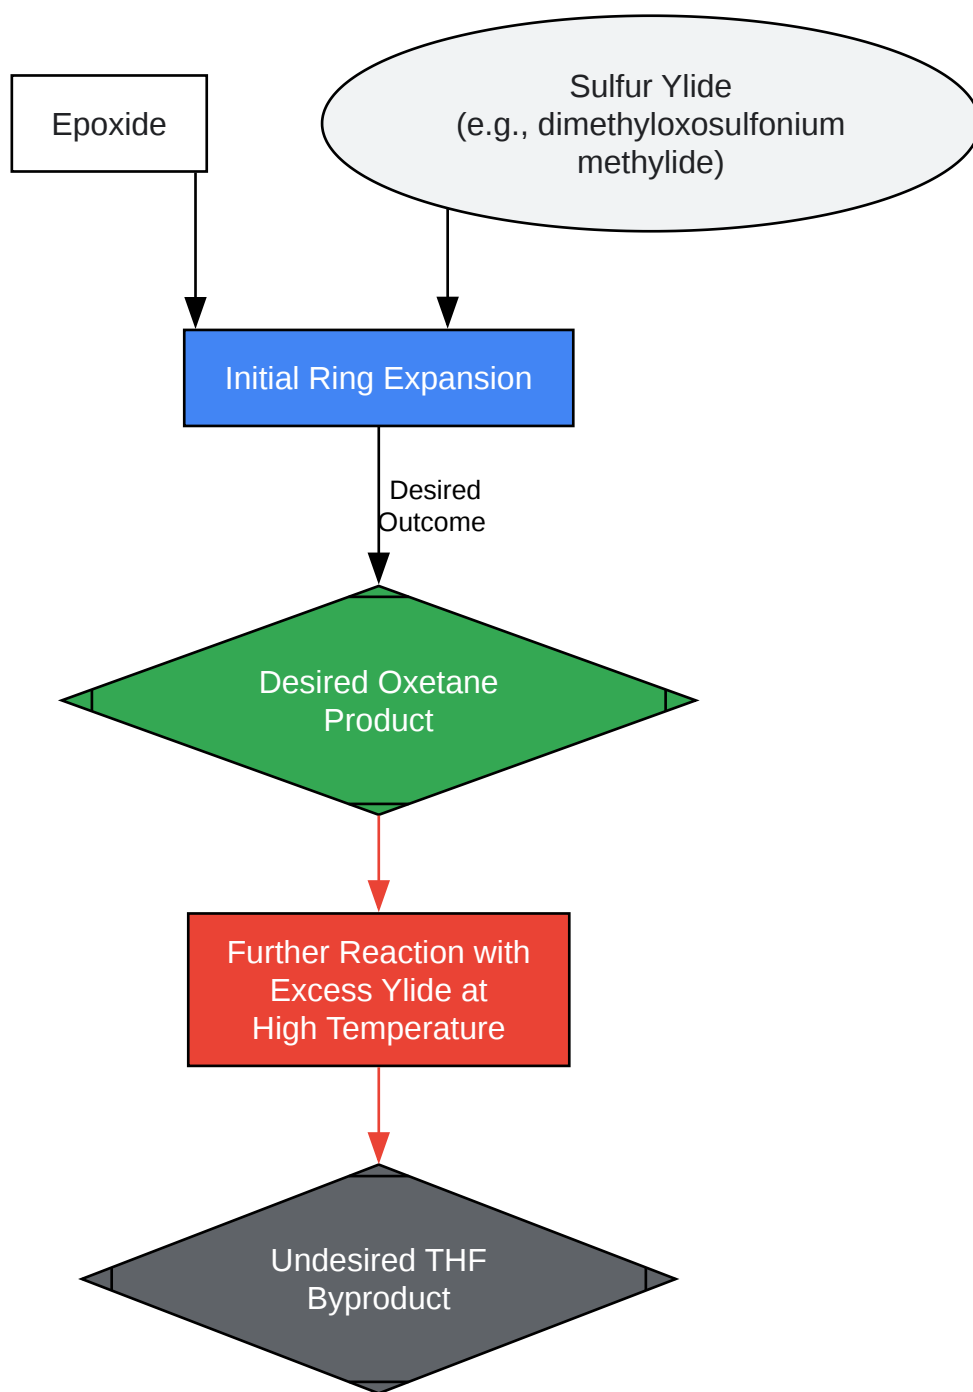 Epoxide
Sulfur Ylide
(e.g., dimethyloxosulfonium
methylide)
Initial Ring Expansion
Desired
Outcome
Desired Oxetane
Product
Further Reaction with
Excess Ylide at
High Temperature
Undesired THF
Byproduct